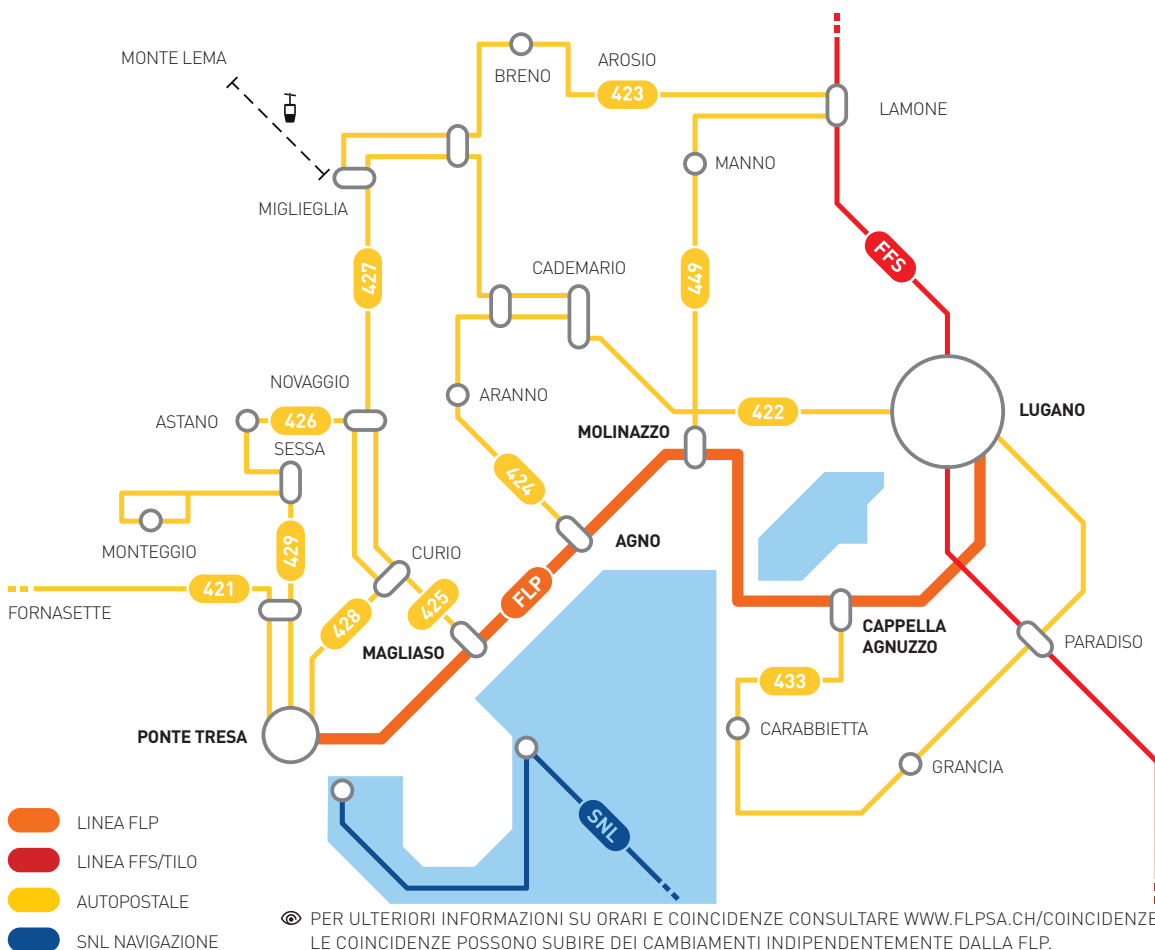 MONTE LEMA
AROSIO
BRENO
423
LAMONE
MANNO
MIGLIEGLIA
FFS
427
CADEMARIO
449
NOVAGGIO
ARANNO
ASTANO
426
422
LUGANO
MOLINAZZO
SESSA
424
MONTEGGIO
429
AGNO
CURIO
421
FLP
425
FORNASETTE
428
CAPPELLA
AGNUZZO
MAGLIASO
PARADISO
433
PONTE TRESA
CARABBIETTA
GRANCIA
SNL
LINEA FLP
LINEA FFS/TILO
AUTOPOSTALE
SNL NAVIGAZIONE
PER ULTERIORI INFORMAZIONI SU ORARI E COINCIDENZE CONSULTARE WWW.FLPSA.CH/COINCIDENZE
LE COINCIDENZE POSSONO SUBIRE DEI CAMBIAMENTI INDIPENDENTEMENTE DALLA FLP.